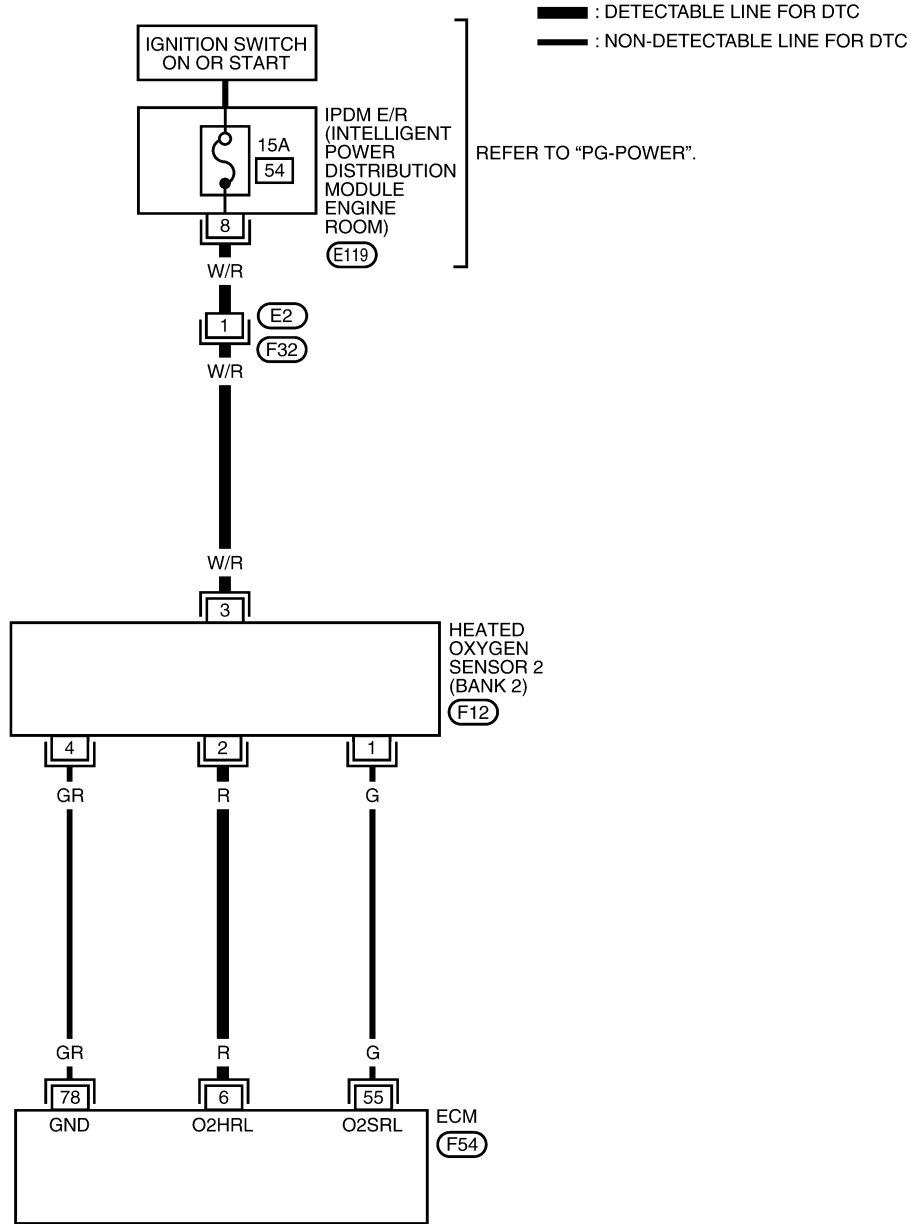 : DETECTABLE LINE FOR DTC
: NON-DETECTABLE LINE FOR DTC
IGNITION SWITCH
ON OR START
IPDM E/R
(INTELLIGENT
POWER
DISTRIBUTION
MODULE
ENGINE
ROOM)
E119
15A
54
REFER TO “PG-POWER”.
8
W/R
1
E2
F32
W/R
W/R
3
HEATED
OXYGEN
SENSOR 2
(BANK 2)
F12
4 2 1
GR R G
GR R G
78 6 55
GND O2HRL O2SRL
ECM
F54